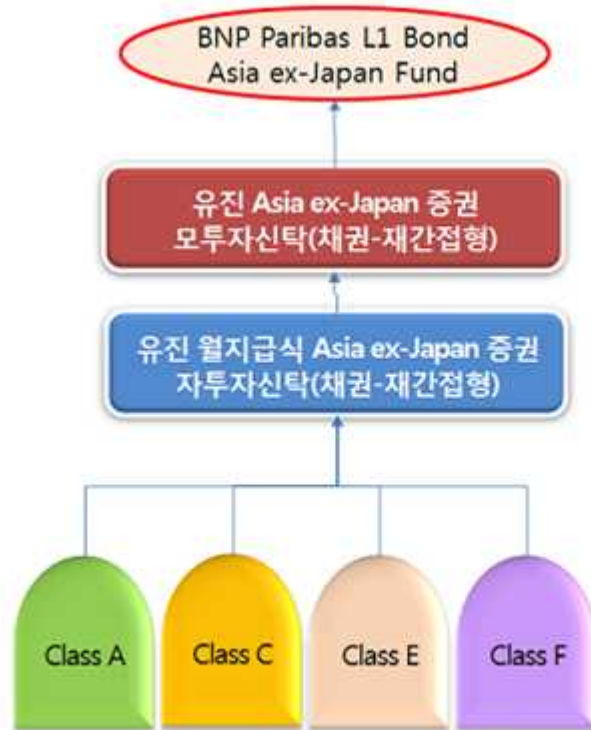 BNP Paribas L1 Bond
Asia ex-Japan Fund
유진 Asia ex-Japan 증권
모투자신탁(채권-재간접형)
유진 월지급식 Asia ex-Japan 증권
자투자신탁(채권-재간접형)
Class A
Class C
Class E
Class F